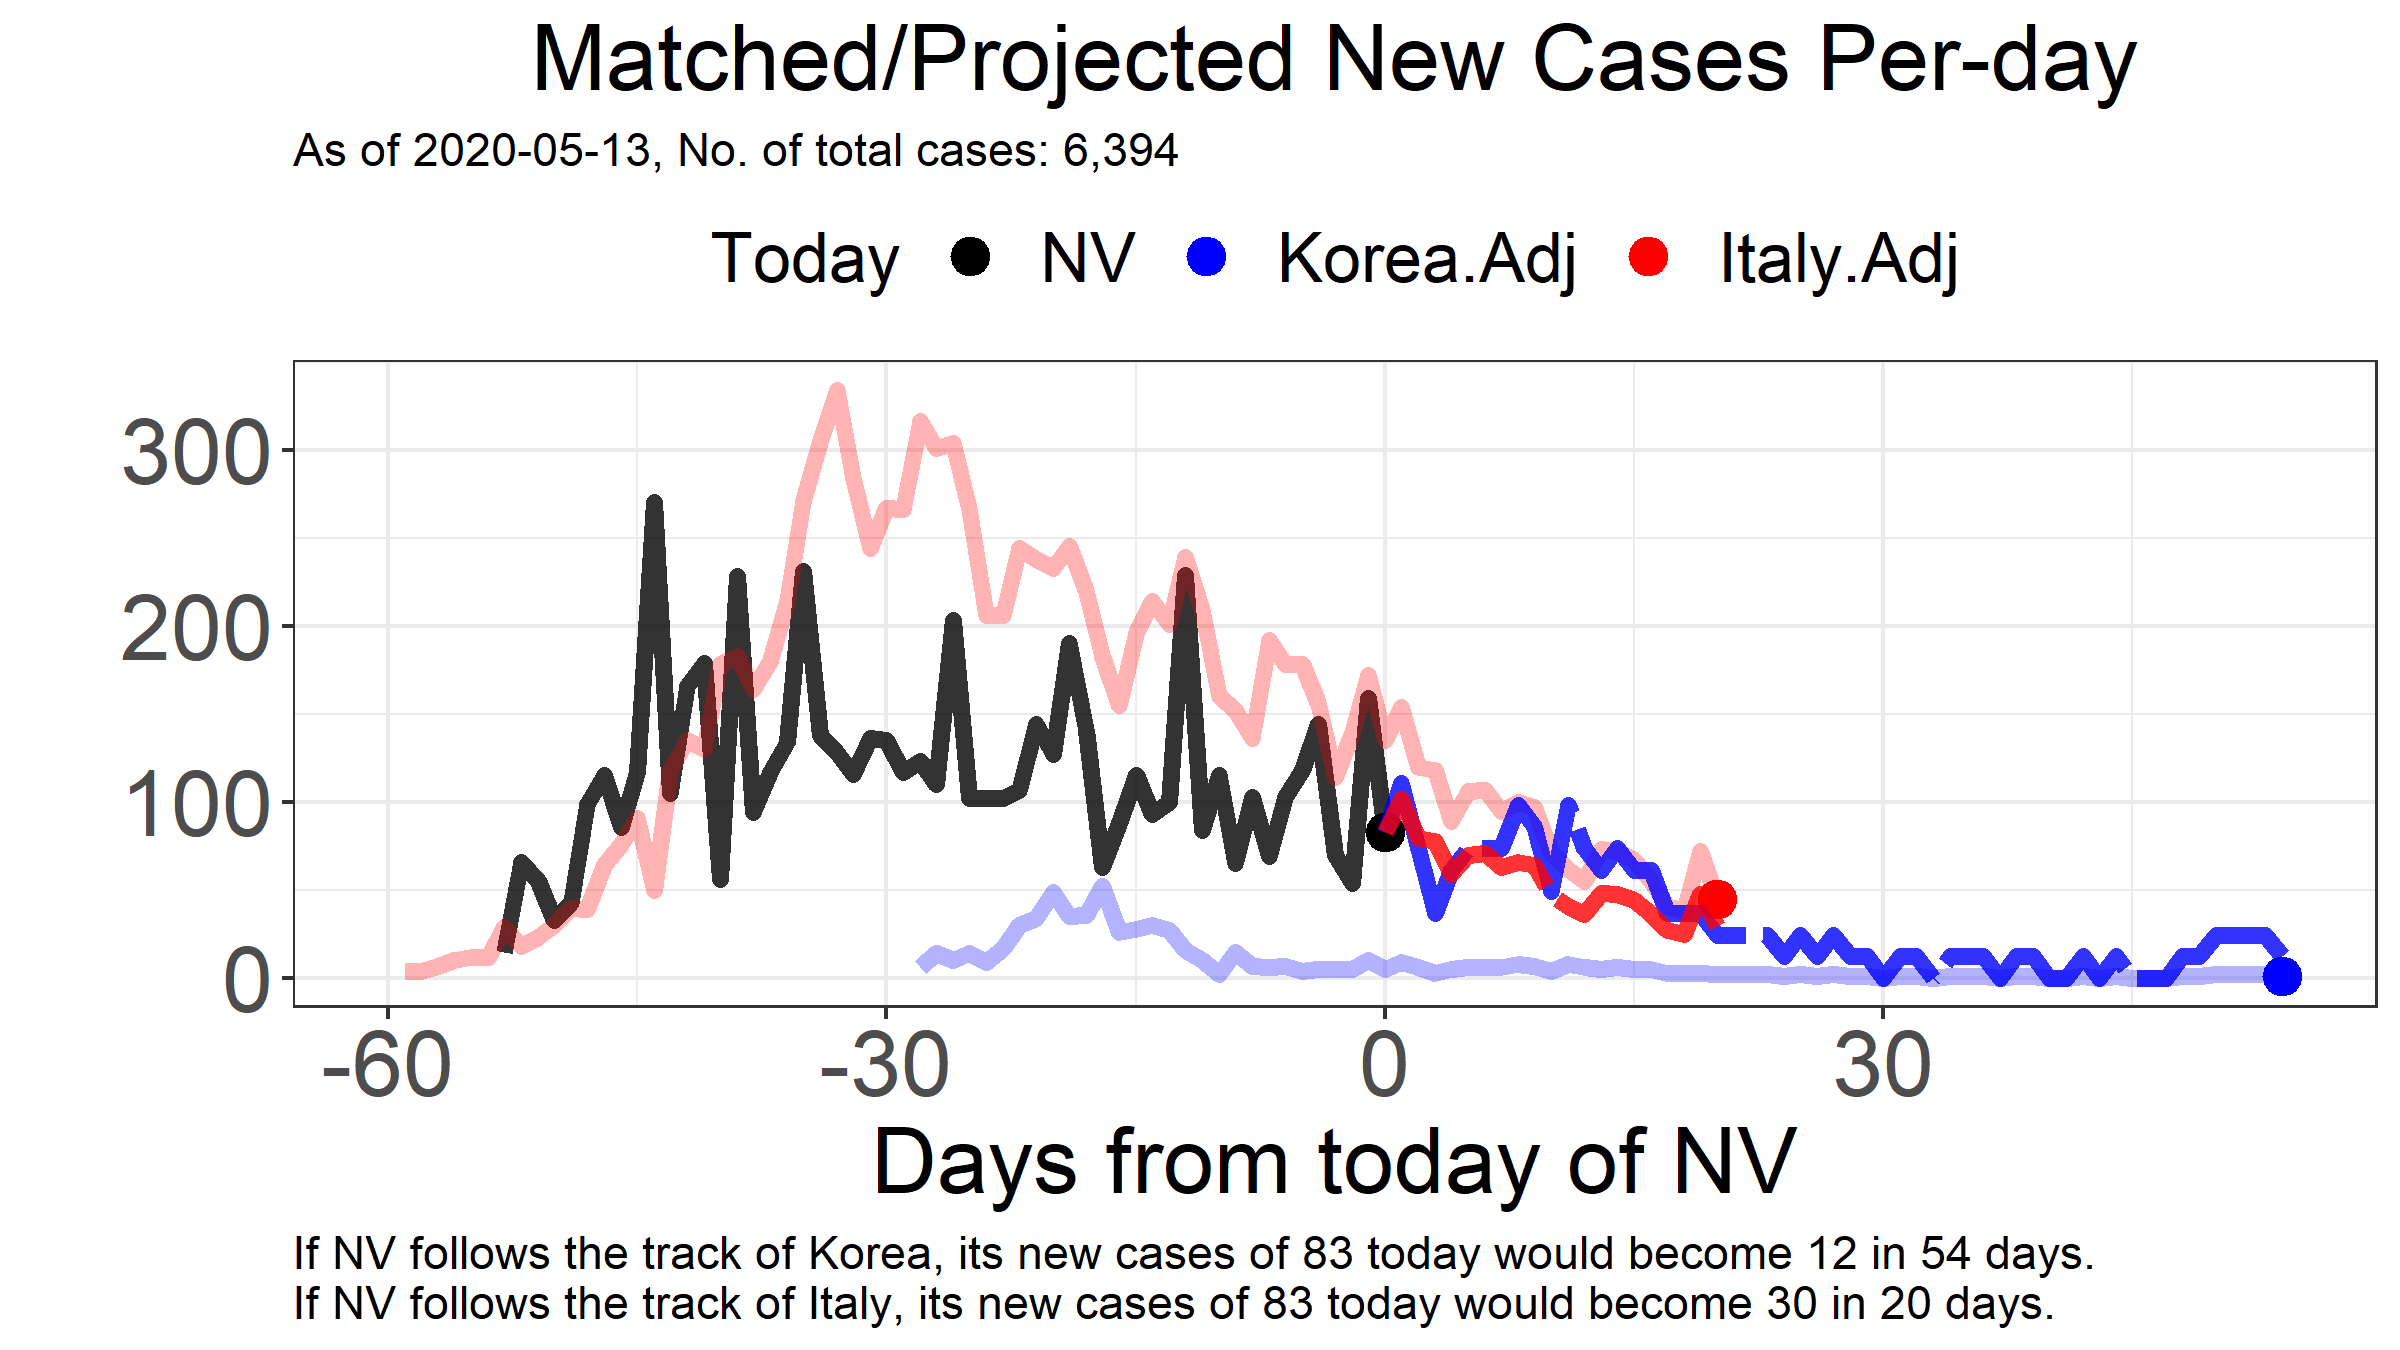 Matched/Projected New Cases Per-day
As of 2020-05-13, No. of total cases: 6,394
Today NV Korea.Adj Italy.Adj
300
200
100
0
-60 -30 0 30
Days from today of NV
If NV follows the track of Korea, its new cases of 83 today would become 12 in 54 days.
If NV follows the track of Italy, its new cases of 83 today would become 30 in 20 days.